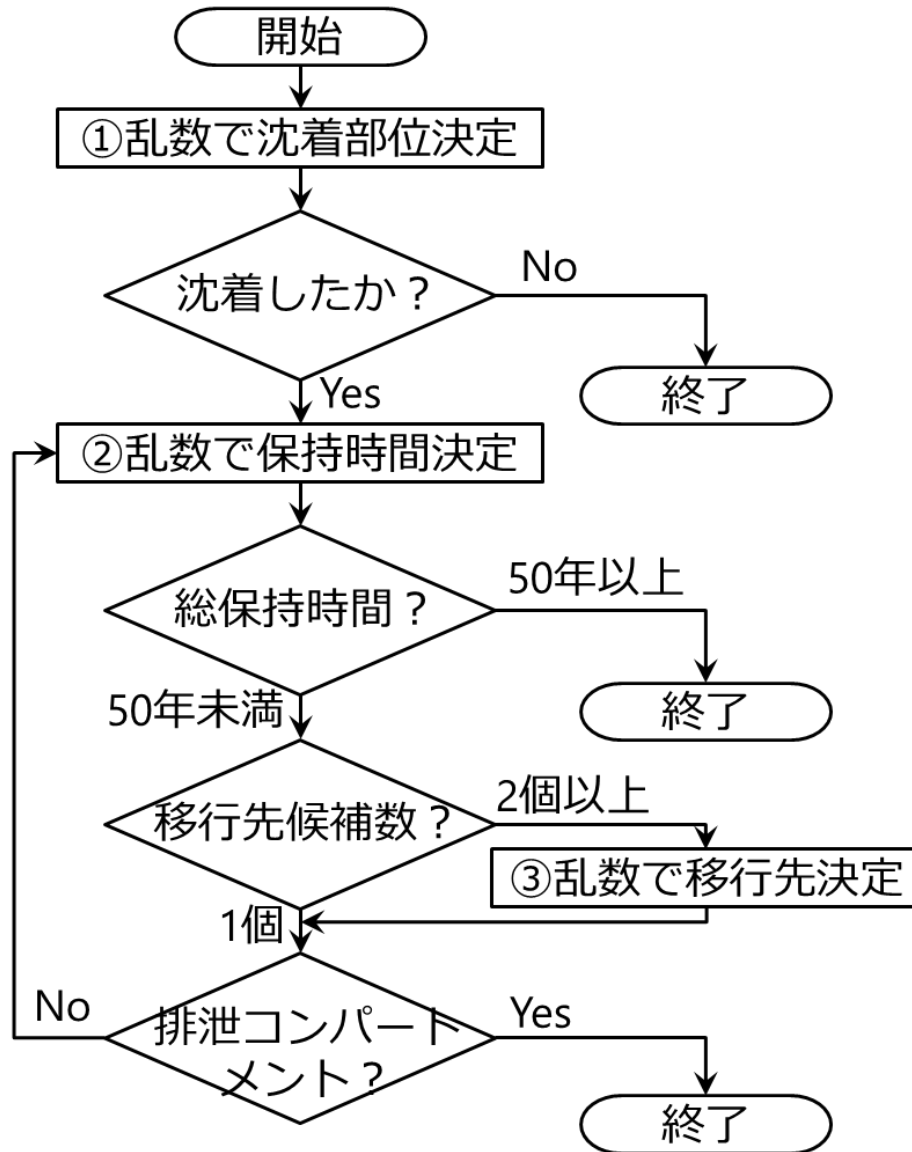 開始
①乱数で沈着部位決定
沈着したか？
No
終了
Yes
②乱数で保持時間決定
総保持時間？
50年以上
終了
50年未満
移行先候補数？
2個以上
③乱数で移行先決定
1個
排泄コンパート
メント？
No
Yes
終了